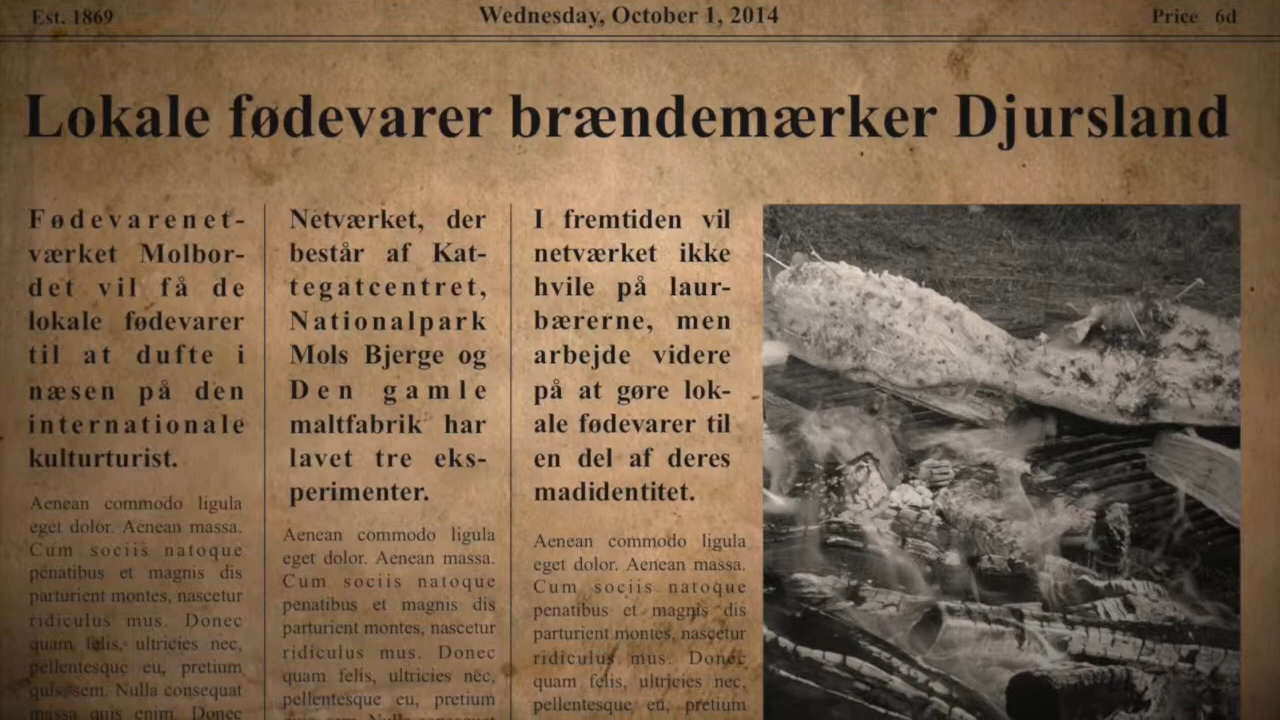 Est. 1869
Wednesday, October 1, 2014
Price 6d
Lokale fødevarer brændemærker Djursland
Fødevarenet-
værket Molbor-
det vil få de
lokale fødevarer
til at dufte i
næsen på den
internationale
kulturturist.
Aenean commodo ligula
eget dolor. Aenean massa.
Cum sociis natoque
penatibus et magnis dis
parturient montes, nascetur
ridiculus mus. Donec
quam felis, ultricies nec,
pellentesque eu, pretium
quis, sem. Nulla consequat
massa quis enim. Donec
Netværket, der
består af Kat-
tegatcentret,
Nationalpark
Mols Bjerge og
Den gamle
maltfabrik har
lavet tre eks-
perimenter.
Aenean commodo ligula
eget dolor. Aenean massa.
Cum sociis natoque
penatibus et magnis dis
parturient montes, nascetur
ridiculus mus. Donec
quam felis, ultricies nec,
pellentesque eu, pretium
I fremtiden vil
netværket ikke
hvile på laur-
bærerne, men
arbejde videre
på at gøre lok-
ale fødevarer til
en del af deres
madidentitet.
Aenean commodo ligula
eget dolor. Aenean massa.
Cum sociis natoque
penatibus et magnis dis
parturient montes, nascetur
ridiculus mus. Donec
quam felis, ultricies nec,
pellentesque eu, pretium